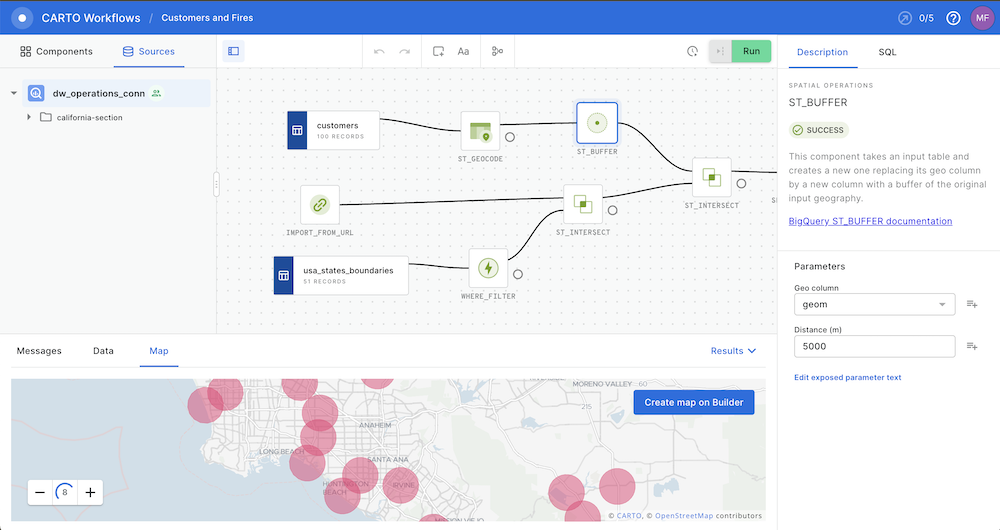 CARTO Workflows / Customers and Fires
0/5
MF
Components
Sources
Aa
Run
Description
SQL
dw_operations_conn
california-section
customers
100 RECORDS
ST_GEOCODE
ST_BUFFER
IMPORT_FROM_URL
ST_INTERSECT
ST_INTERSECT
usa_states_boundaries
51 RECORDS
WHERE_FILTER
SPATIAL OPERATIONS
ST_BUFFER
SUCCESS
This component takes an input table and
creates a new one replacing its geo column
by a new column with a buffer of the original
input geography.
BigQuery ST_BUFFER documentation
Parameters
Geo column
geom
Distance (m)
5000
Edit exposed parameter text
Messages
Data
Map
Results
MORENO VALLEY
60
215
Create map on Builder
ANAHEIM
LONG BEACH
SANTA ANA
HUNTINGTON
BEACH
IRVINE
MISSION VIEJO
8
© CARTO, © OpenStreetMap contributors